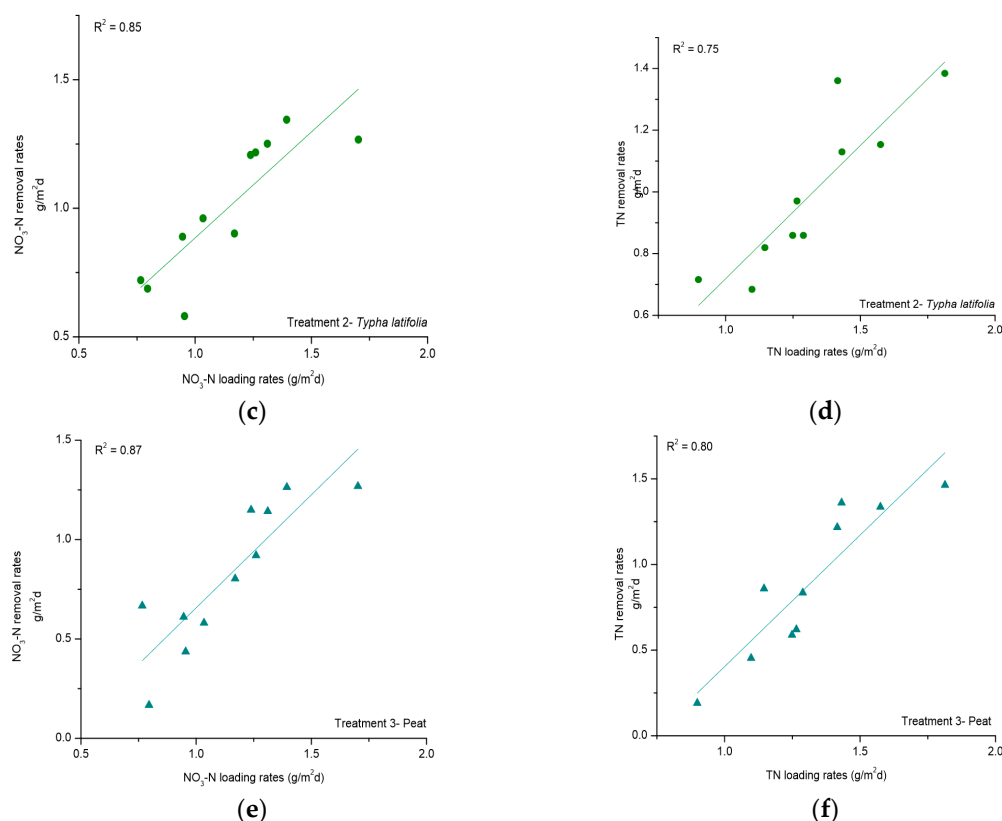 R² = 0.85
1.5
1.0
0.5
NO₃-N removal rates
g/m²d
Treatment 2- Typha latifolia
0.5
1.0
1.5
2.0
NO₃-N loading rates (g/m²d)
(c)
R² = 0.75
1.4
1.2
1.0
0.8
0.6
TN removal rates
g/m²d
Treatment 2- Typha latifolia
1.0
1.5
2.0
TN loading rates (g/m²d)
(d)
R² = 0.87
1.5
1.0
0.5
0.0
NO₃-N removal rates
g/m²d
Treatment 3- Peat
0.5
1.0
1.5
2.0
NO₃-N loading rates (g/m²d)
(e)
R² = 0.80
1.5
1.0
0.5
0.0
TN removal rates
g/m²d
Treatment 3- Peat
1.0
1.5
2.0
TN loading rates (g/m²d)
(f)